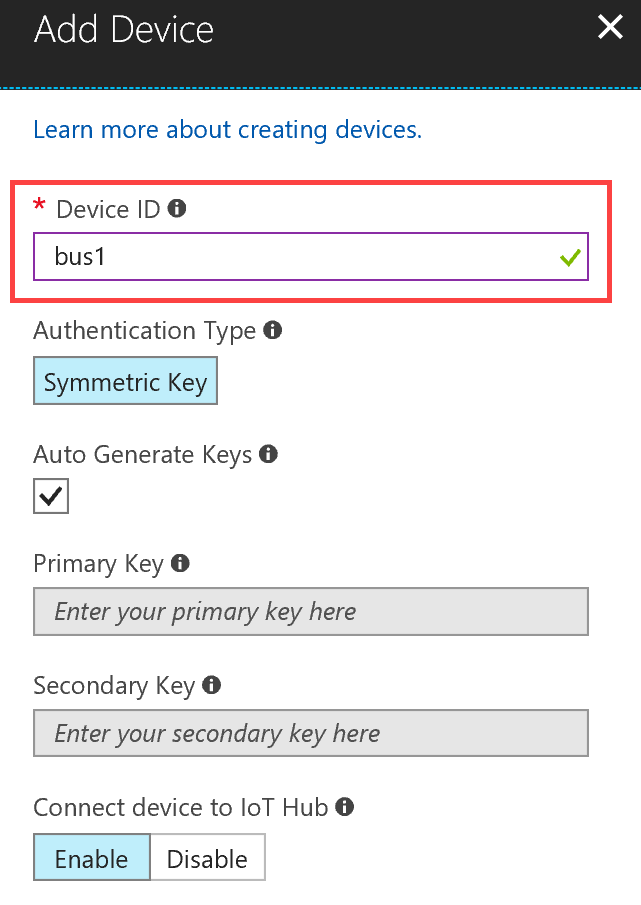 Add Device
Learn more about creating devices.
* Device ID
bus1
Authentication Type
Symmetric Key
Auto Generate Keys
Primary Key
Enter your primary key here
Secondary Key
Enter your secondary key here
Connect device to IoT Hub
Enable Disable